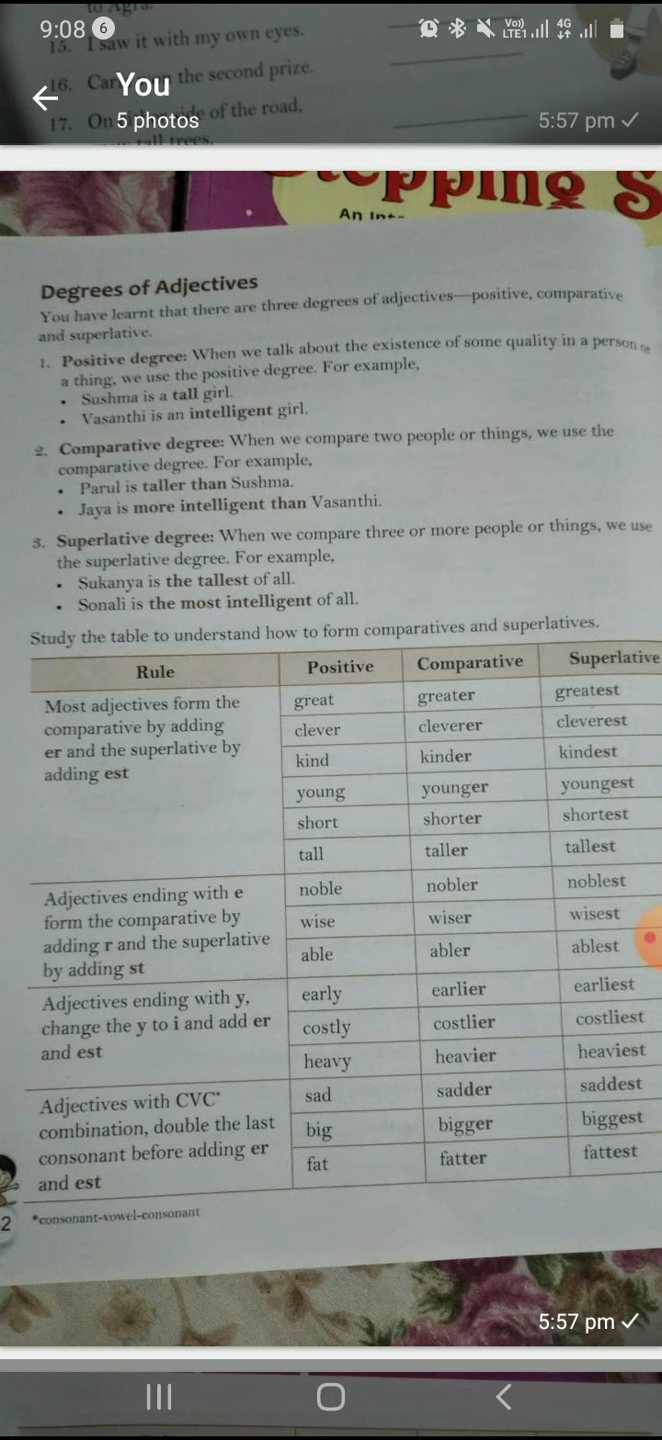 to Agra.
9:08 6 Vo)) LTE1 4G
15. I saw it with my own eyes.
16. the second prize.
You
17. of the road,
5 photos 5:57 pm
tall trees.
An
Degrees of Adjectives
You have learnt that there are three degrees of adjectives—positive, comparative
and superlative.
1. Positive degree: When we talk about the existence of some quality in a person or
a thing, we use the positive degree. For example,
• Sushma is a tall girl.
• Vasanthi is an intelligent girl.
2. Comparative degree: When we compare two people or things, we use the
comparative degree. For example,
• Parul is taller than Sushma.
• Jaya is more intelligent than Vasanthi.
3. Superlative degree: When we compare three or more people or things, we use
the superlative degree. For example,
• Sukanya is the tallest of all.
• Sonali is the most intelligent of all.
Study the table to understand how to form comparatives and superlatives.
Rule Positive Comparative Superlative
Most adjectives form the
comparative by adding
er and the superlative by
adding est
great greater greatest
clever cleverer cleverest
kind kinder kindest
young younger youngest
short shorter shortest
tall taller tallest
Adjectives ending with e
form the comparative by
adding r and the superlative
by adding st
noble nobler noblest
wise wiser wisest
able abler ablest
Adjectives ending with y,
change the y to i and add er
and est
early earlier earliest
costly costlier costliest
heavy heavier heaviest
Adjectives with CVC*
combination, double the last
consonant before adding er
and est
sad sadder saddest
big bigger biggest
fat fatter fattest
2 *consonant-vowel-consonant
5:57 pm